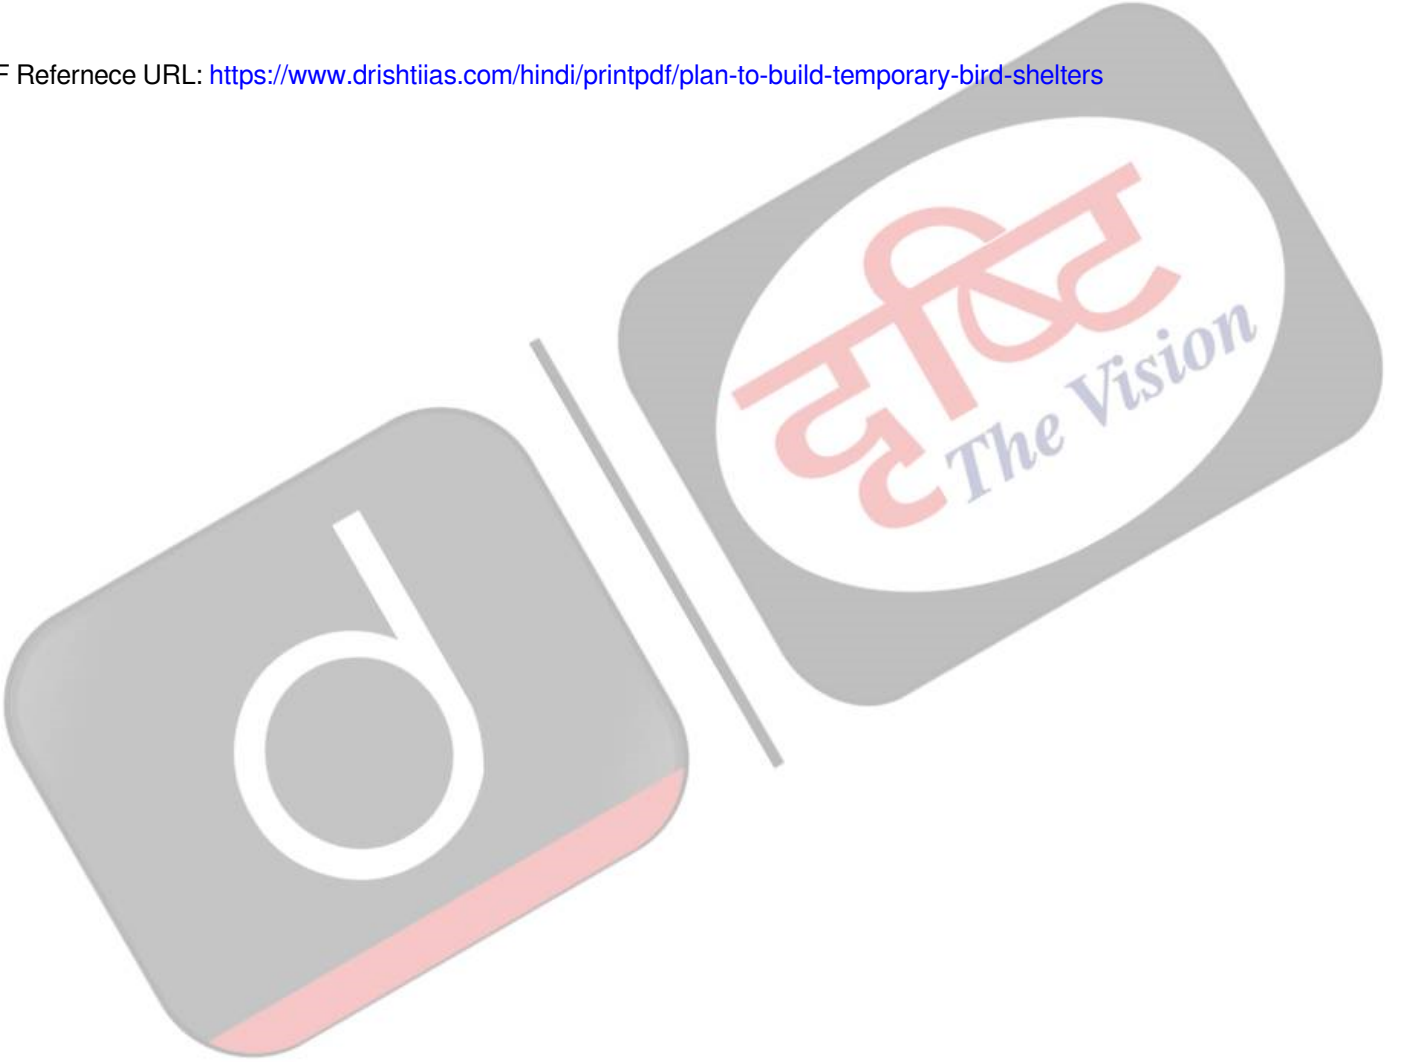 F Refernece URL: https://www.drishtiias.com/hindi/printpdf/plan-to-build-temporary-bird-shelters
दृष्टि
The Vision
d